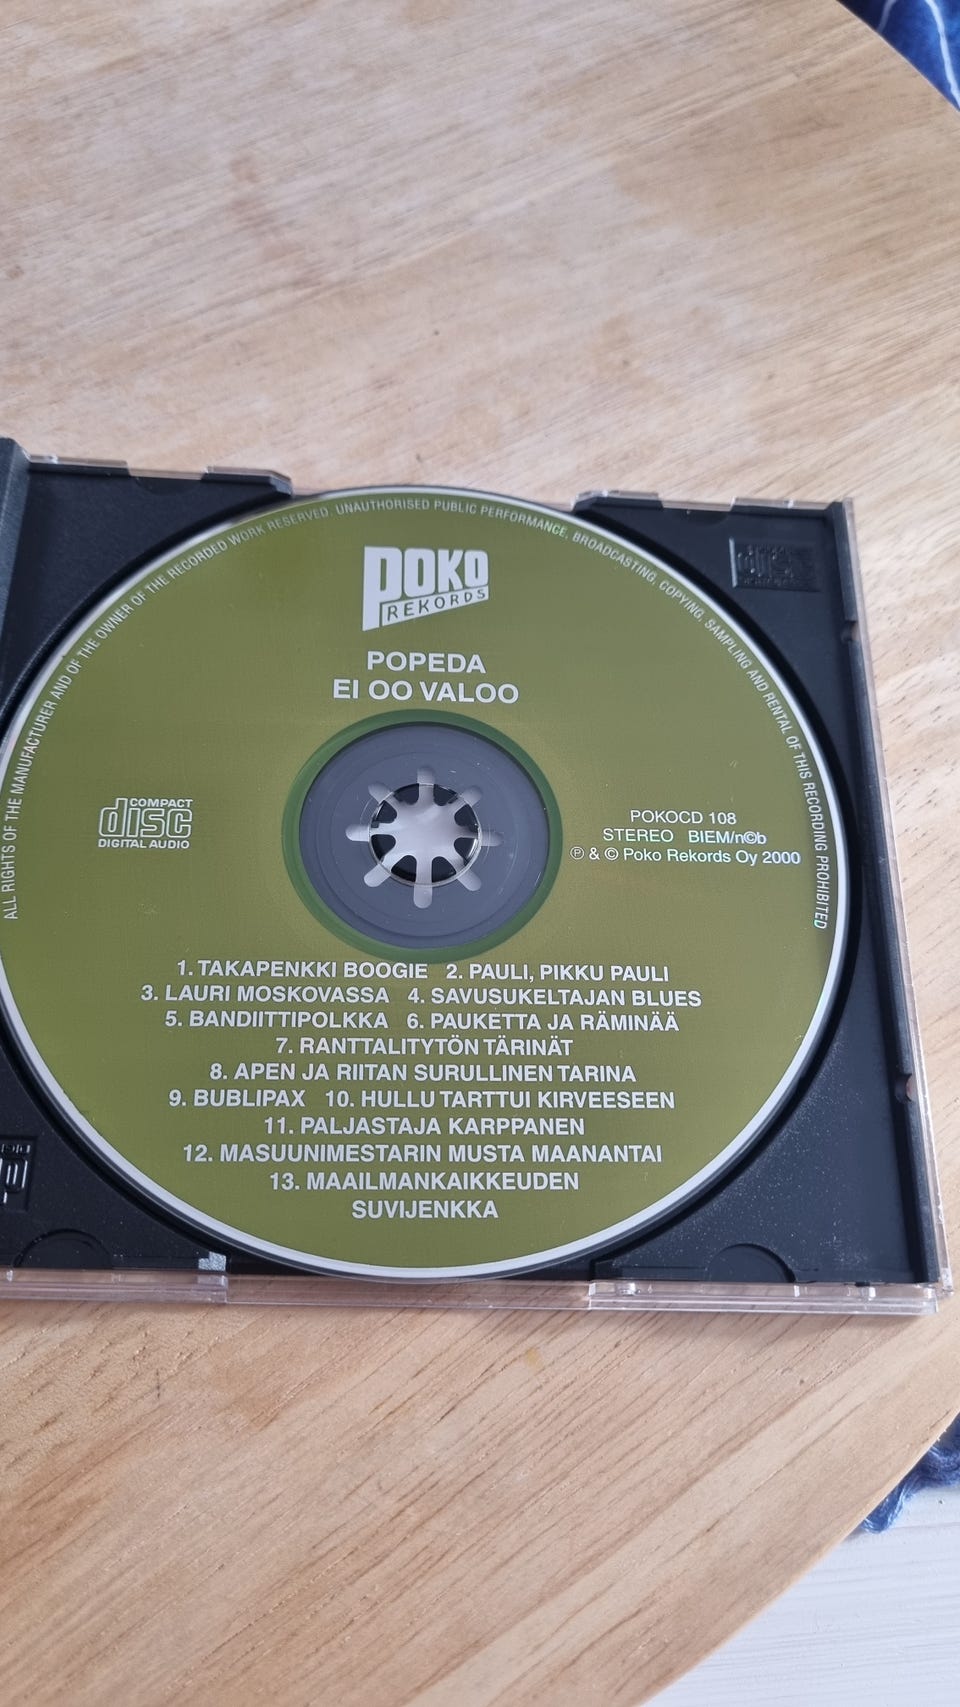 ALL RIGHTS OF THE MANUFACTURER AND OF THE OWNER OF THE RECORDED WORK RESERVED. UNAUTHORISED PUBLIC PERFORMANCE, BROADCASTING, COPYING, SAMPLING AND RENTAL OF THIS RECORDING PROHIBITED
POKO
REKORDS
POPEDA
EI OO VALOO
COMPACT
disc
DIGITAL AUDIO
POKOCD 108
STEREO BIEM/n©b
℗ & © Poko Rekords Oy 2000
1. TAKAPENKKI BOOGIE 2. PAULI, PIKKU PAULI
3. LAURI MOSKOVASSA 4. SAVUSUKELTAJAN BLUES
5. BANDIITTIPOLKKA 6. PAUKETTA JA RÄMINÄÄ
7. RANTTALITYTÖN TÄRINÄT
8. APEN JA RIITAN SURULLINEN TARINA
9. BUBLIPAX 10. HULLU TARTTUI KIRVEESEEN
11. PALJASTAJA KARPPANEN
12. MASUUNIMESTARIN MUSTA MAANANTAI
13. MAAILMANKAIKKEUDEN
SUVIJENKKA